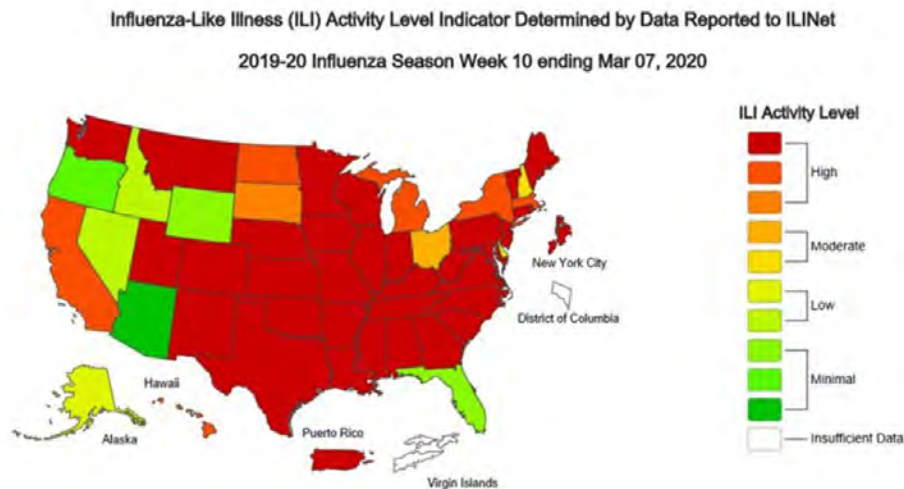 Influenza-Like Illness (ILI) Activity Level Indicator Determined by Data Reported to ILINet
2019-20 Influenza Season Week 10 ending Mar 07, 2020
ILI Activity Level
High
Moderate
New York City
Low
District of Columbia
Minimal
Hawaii
Alaska
Puerto Rico
Insufficient Data
Virgin Islands